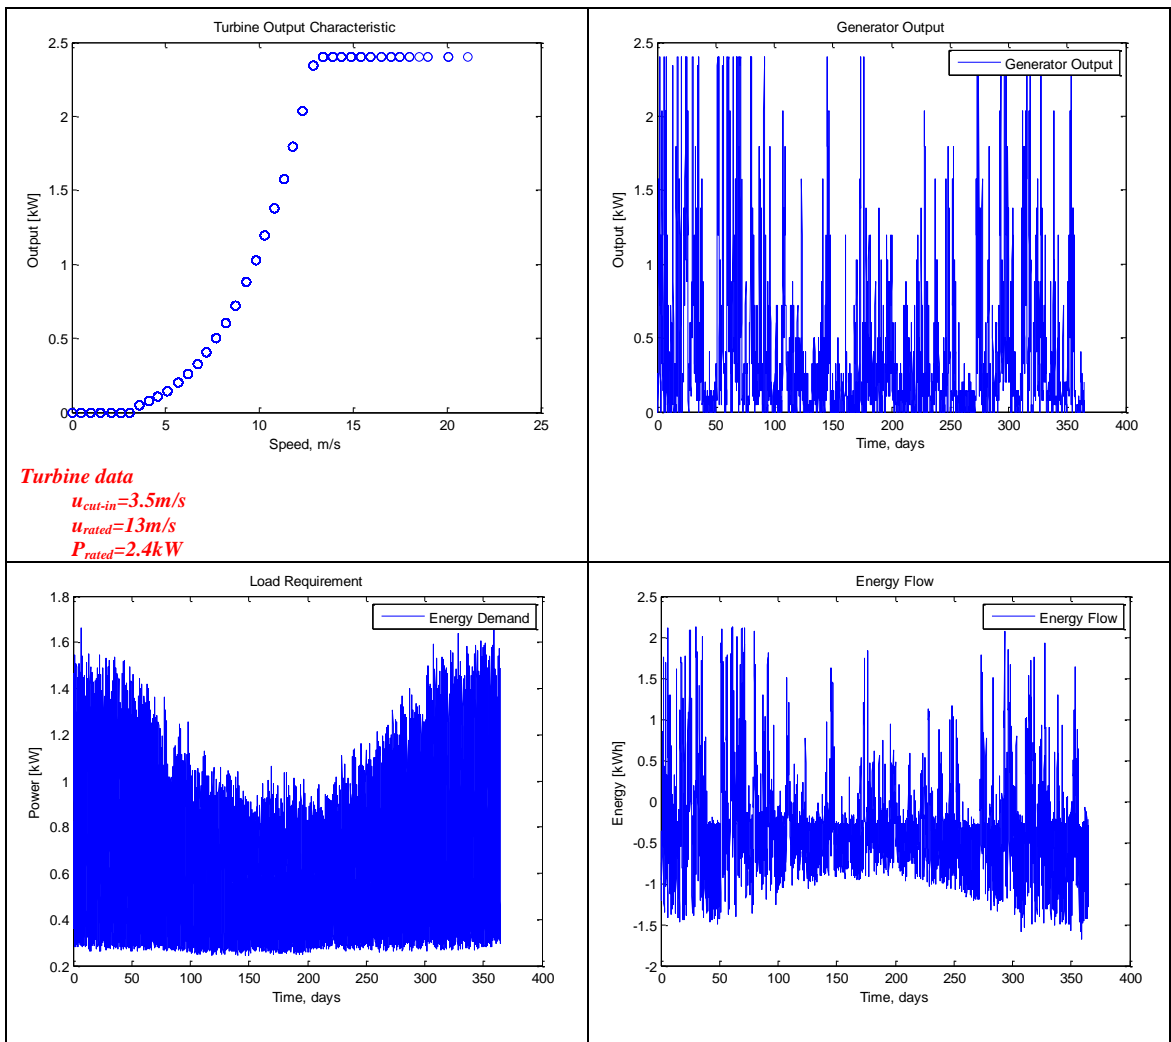 Turbine Output Characteristic
2.5
2
1.5
1
0.5
0
Output [kW]
0 5 10 15 20 25
Speed, m/s
Turbine data
u_cut-in=3.5m/s
u_rated=13m/s
P_rated=2.4kW
Generator Output
Generator Output
2.5
2
1.5
1
0.5
0
Output [kW]
0 50 100 150 200 250 300 350 400
Time, days
Load Requirement
Energy Demand
1.8
1.6
1.4
1.2
1
0.8
0.6
0.4
0.2
Power [kW]
0 50 100 150 200 250 300 350 400
Time, days
Energy Flow
Energy Flow
2.5
2
1.5
1
0.5
0
-0.5
-1
-1.5
-2
Energy [kWh]
0 50 100 150 200 250 300 350 400
Time, days